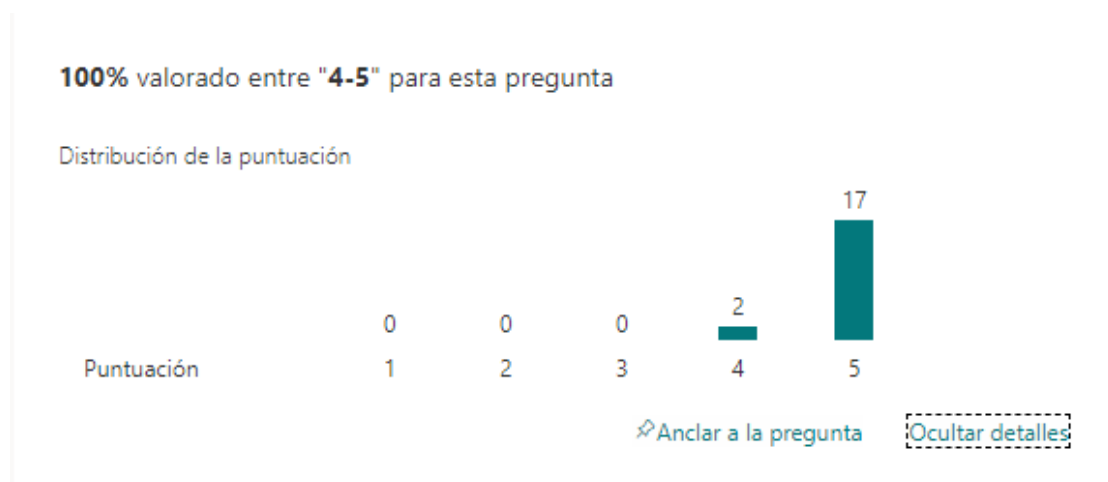 100% valorado entre "4-5" para esta pregunta
Distribución de la puntuación
17
2
0 0 0
Puntuación 1 2 3 4 5
Anclar a la pregunta Ocultar detalles